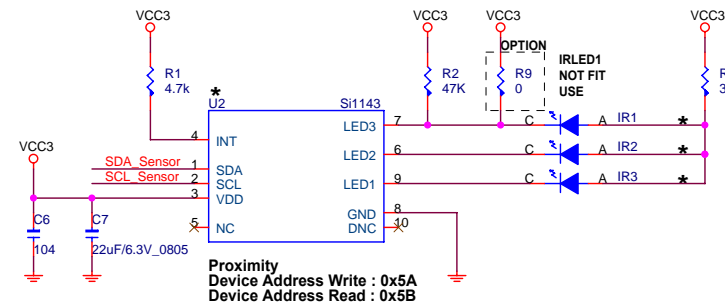 VCC3
VCC3
VCC3
VCC3
OPTION
R1
4.7k
R2
47K
R9
0
IRLED1
NOT FIT
USE
R
3
*
U2
Si1143
4
INT
LED3
7
C
A
IR1
*
VCC3
SDA_Sensor
1
SDA
LED2
6
C
A
IR2
*
SCL_Sensor
2
SCL
LED1
9
C
A
IR3
*
3
VDD
C6
104
C7
22uF/6.3V_0805
5
NC
GND
8
DNC
10
Proximity
Device Address Write : 0x5A
Device Address Read : 0x5B